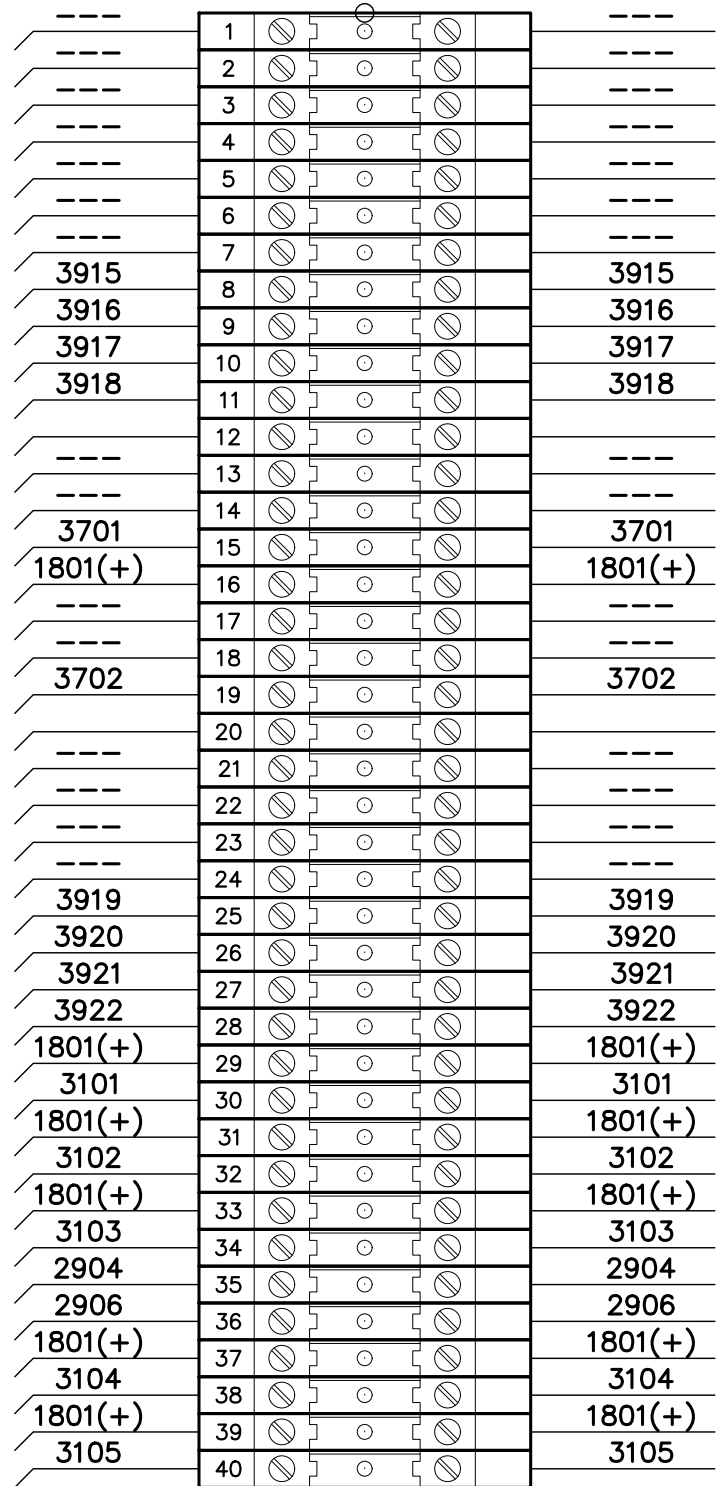 --- 1 ---
--- 2 ---
--- 3 ---
--- 4 ---
--- 5 ---
--- 6 ---
--- 7 ---
3915 8 3915
3916 9 3916
3917 10 3917
3918 11 3918
12
--- 13 ---
--- 14 ---
3701 15 3701
1801(+) 16 1801(+)
--- 17 ---
--- 18 ---
3702 19 3702
20
--- 21 ---
--- 22 ---
--- 23 ---
--- 24 ---
3919 25 3919
3920 26 3920
3921 27 3921
3922 28 3922
1801(+) 29 1801(+)
3101 30 3101
1801(+) 31 1801(+)
3102 32 3102
1801(+) 33 1801(+)
3103 34 3103
2904 35 2904
2906 36 2906
1801(+) 37 1801(+)
3104 38 3104
1801(+) 39 1801(+)
3105 40 3105